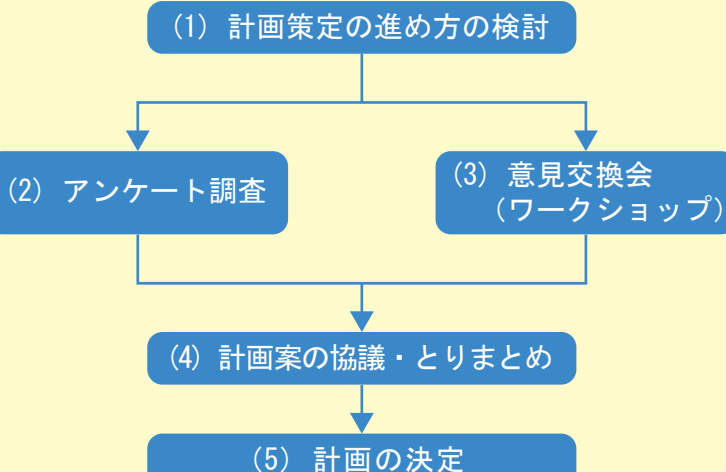 (1) 計画策定の進め方の検討
(2) アンケート調査
(3) 意見交換会
（ワークショップ）
(4) 計画案の協議・とりまとめ
(5) 計画の決定